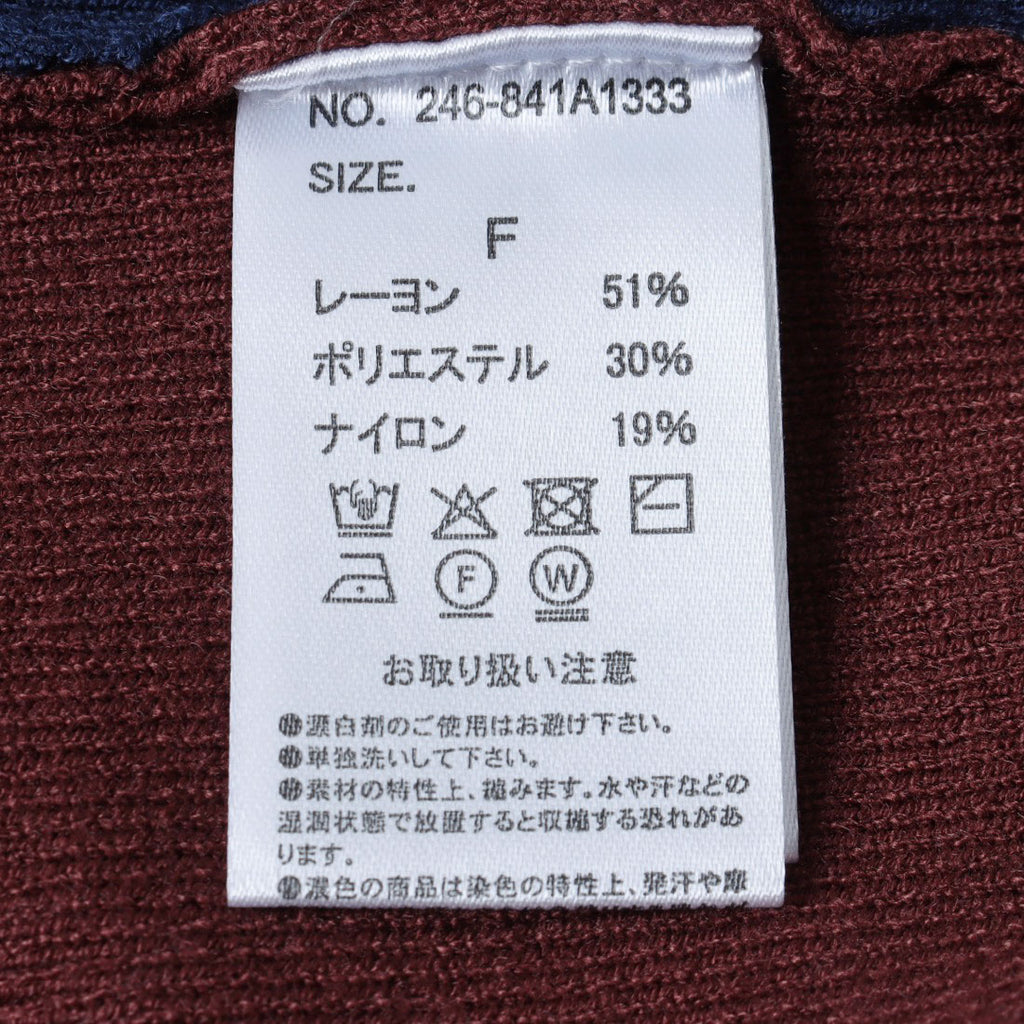 NO. 246-841A1333
SIZE.
F
レーヨン 51%
ポリエステル 30%
ナイロン 19%
F W
お取り扱い注意
漂白剤のご使用はお避け下さい。
単独洗いして下さい。
素材の特性上、縮みます。水や汗などの
湿潤状態で放置すると収縮する恐れがあ
ります。
濃色の商品は染色の特性上、発汗や摩